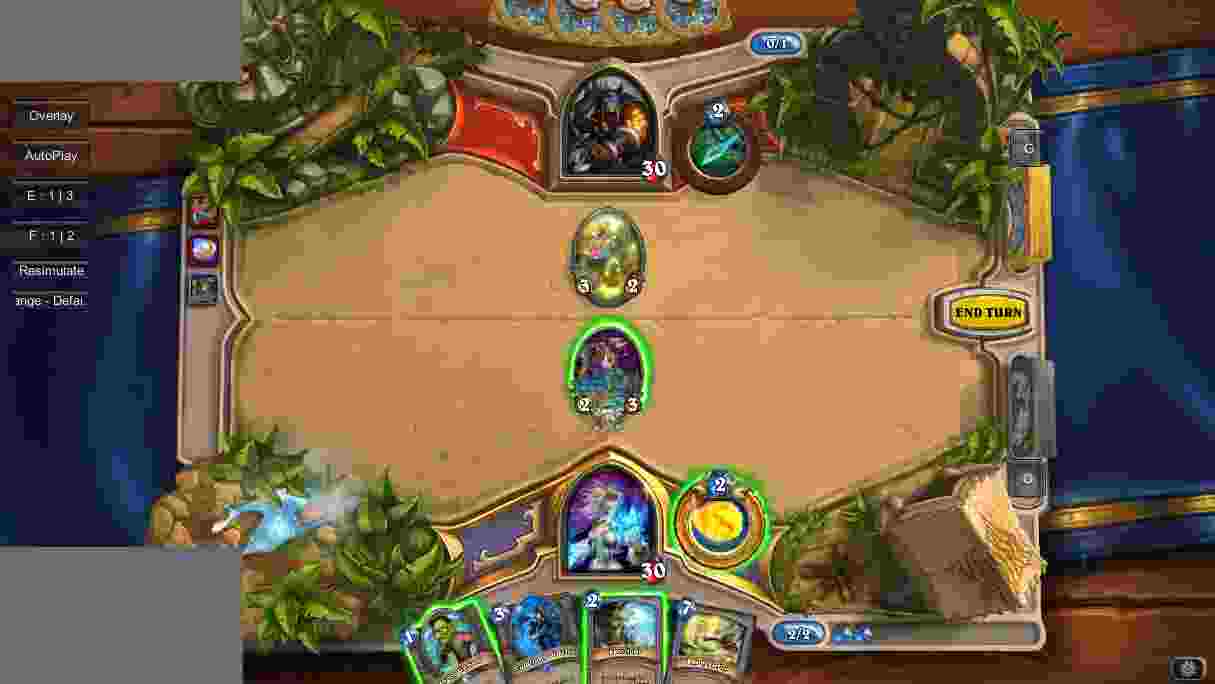 0/1
2
Overlay
30
G
AutoPlay
E : 1 | 3
F : 1 | 2
Resimulate
3 2
ange - Defai.
END TURN
2 3
2
30
1
3
2
7
2/2